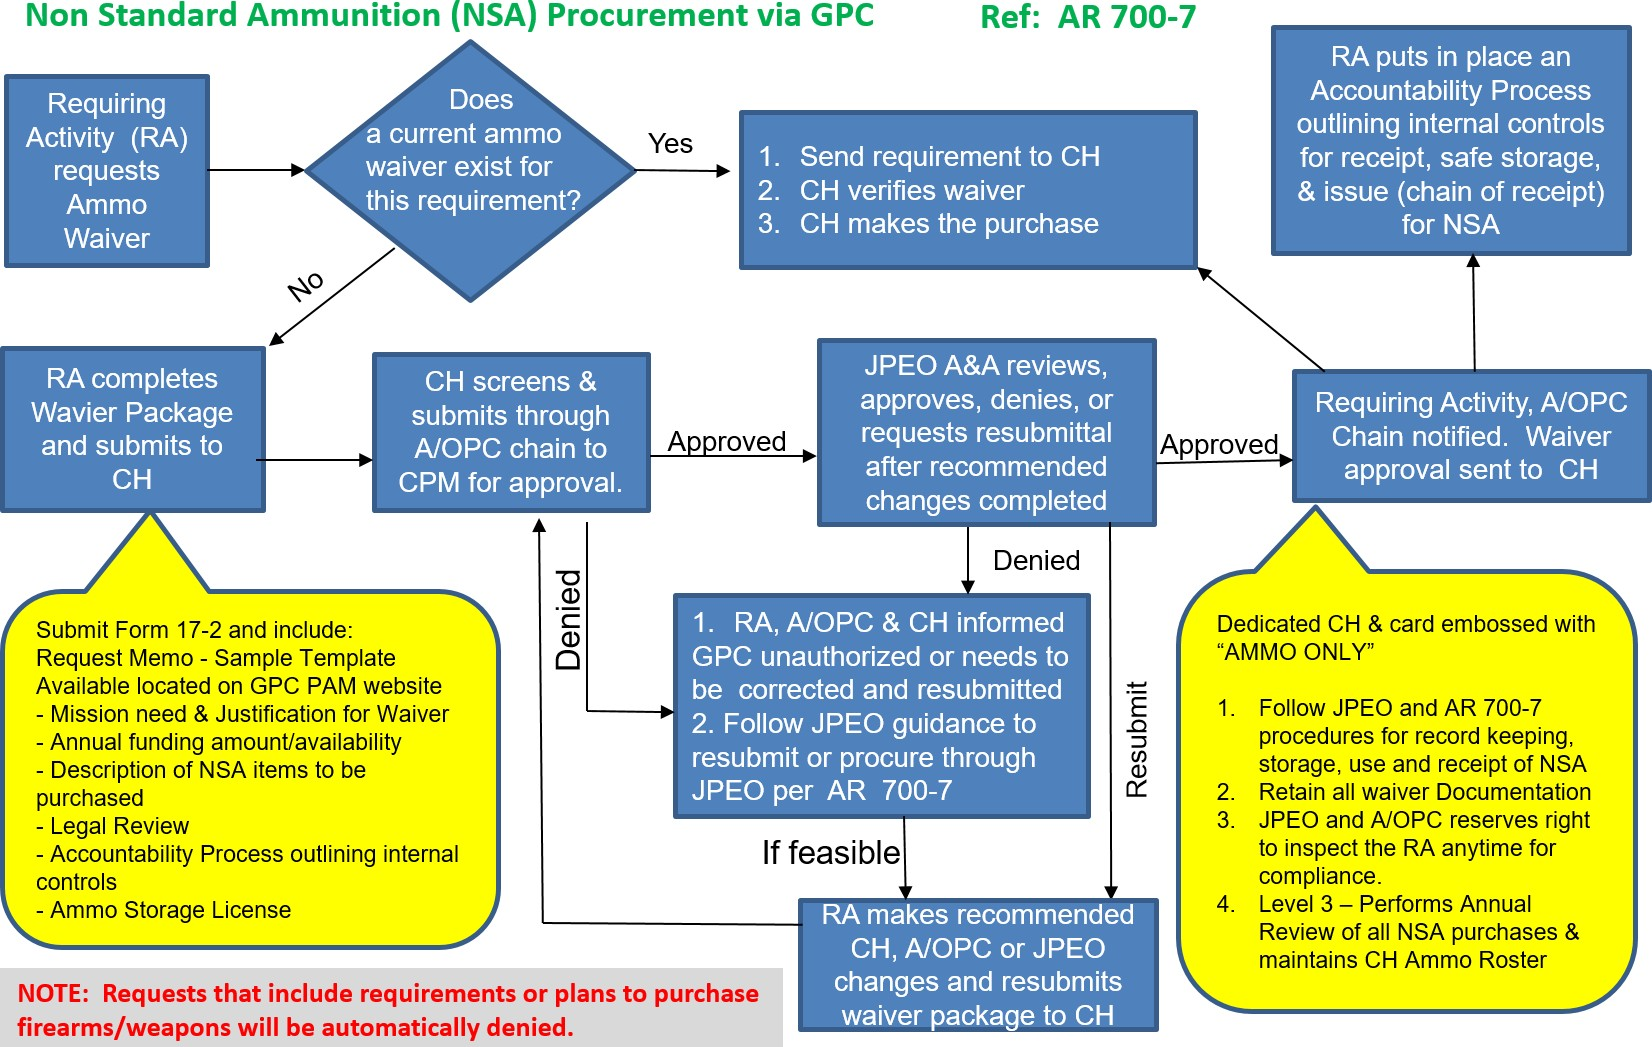 Non Standard Ammunition (NSA) Procurement via GPC
Ref: AR 700-7
Requiring
Activity (RA)
requests
Ammo
Waiver
Does
a current ammo
waiver exist for
this requirement?
Yes
No
1. Send requirement to CH
2. CH verifies waiver
3. CH makes the purchase
RA puts in place an
Accountability Process
outlining internal controls
for receipt, safe storage,
& issue (chain of receipt)
for NSA
RA completes
Wavier Package
and submits to
CH
CH screens &
submits through
A/OPC chain to
CPM for approval.
Approved
JPEO A&A reviews,
approves, denies, or
requests resubmittal
after recommended
changes completed
Approved
Requiring Activity, A/OPC
Chain notified. Waiver
approval sent to CH
Denied
Denied
Resubmit
1. RA, A/OPC & CH informed
GPC unauthorized or needs to
be corrected and resubmitted
2. Follow JPEO guidance to
resubmit or procure through
JPEO per AR 700-7
If feasible
RA makes recommended
CH, A/OPC or JPEO
changes and resubmits
waiver package to CH
Submit Form 17-2 and include:
Request Memo - Sample Template
Available located on GPC PAM website
- Mission need & Justification for Waiver
- Annual funding amount/availability
- Description of NSA items to be
purchased
- Legal Review
- Accountability Process outlining internal
controls
- Ammo Storage License
Dedicated CH & card embossed with
“AMMO ONLY”
1. Follow JPEO and AR 700-7
procedures for record keeping,
storage, use and receipt of NSA
2. Retain all waiver Documentation
3. JPEO and A/OPC reserves right
to inspect the RA anytime for
compliance.
4. Level 3 – Performs Annual
Review of all NSA purchases &
maintains CH Ammo Roster
NOTE: Requests that include requirements or plans to purchase
firearms/weapons will be automatically denied.